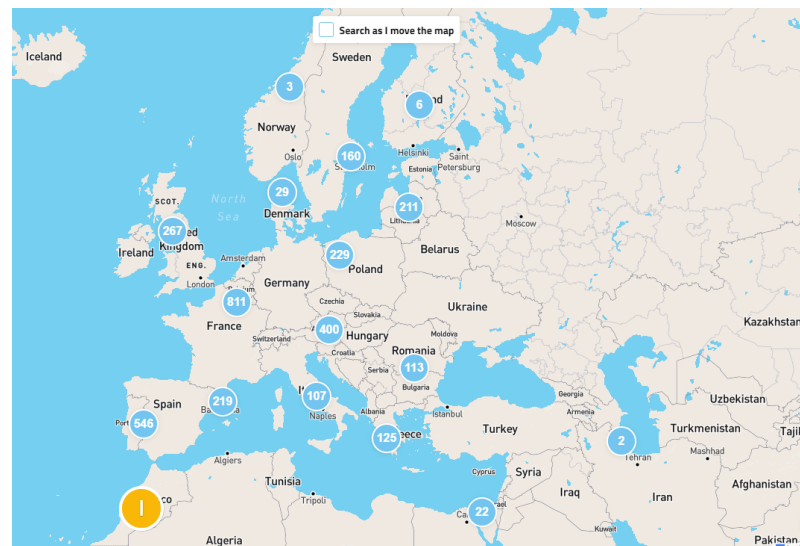 Search as I move the map
Iceland
Sweden
3
6
Norway
Oslo
160
Helsinki
Saint
Petersburg
Estonia
29
North
Sea
Denmark
SCOT.
211
Moscow
267
Kingdom
Ireland
ENG.
London
Amsterdam
229
Poland
Belarus
Germany
811
Czechia
Slovakia
Ukraine
Kazakhstan
France
400
Hungary
Moldova
Switzerland
Croatia
Romania
113
Serbia
Bulgaria
Georgia
Armenia
Uzbekistan
Turkmenistan
Spain
219
107
Naples
Albania
Istanbul
546
125
Turkey
2
Tehran
Mashhad
Algiers
Tunisia
Tripoli
Cyprus
Syria
Iraq
Iran
Afghanistan
I
22
Kuwait
Algeria
Pakistan